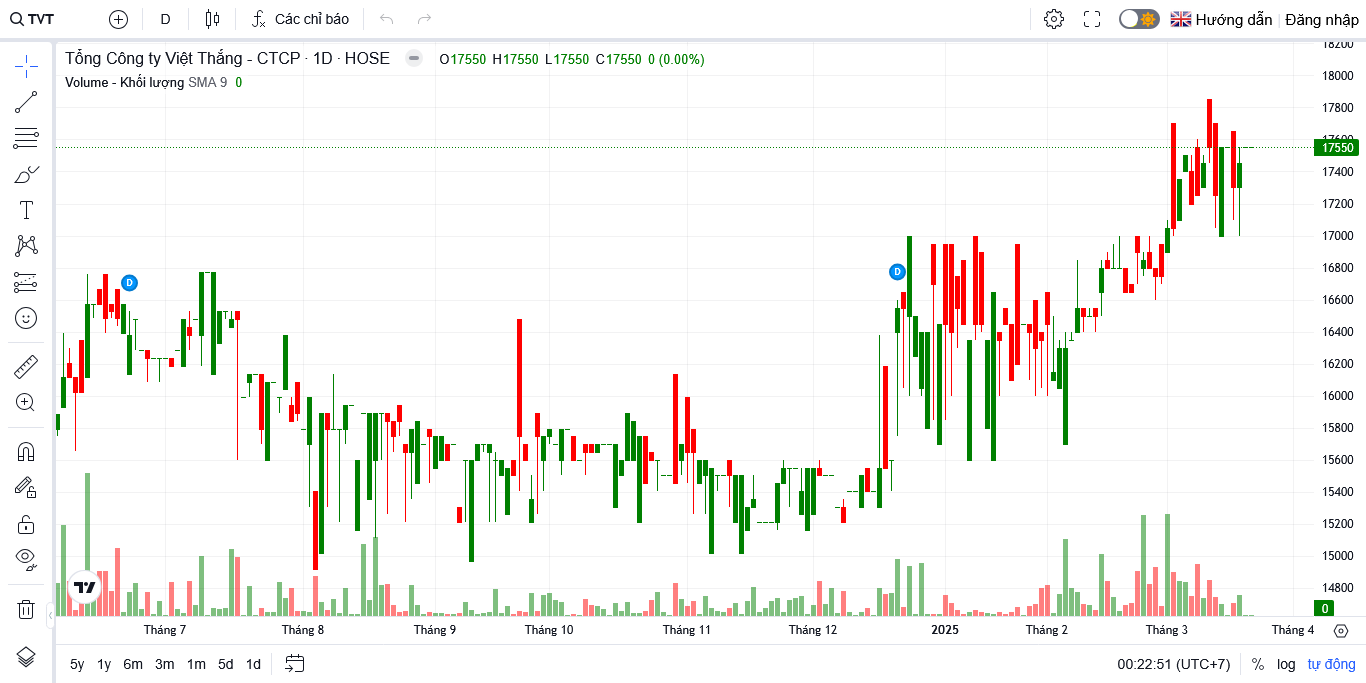 TVT D Các chỉ báo Hướng dẫn Đăng nhập
Tổng Công ty Việt Thắng - CTCP · 1D · HOSE O17550 H17550 L17550 C17550 0 (0.00%)
Volume - Khối lượng SMA 9 0
18200
18000
17800
17600
17550
17400
17200
17000
16800
D
D
16600
16400
16200
16000
15800
15600
15400
15200
15000
14800
0
Tháng 7 Tháng 8 Tháng 9 Tháng 10 Tháng 11 Tháng 12 2025 Tháng 2 Tháng 3 Tháng 4
5y 1y 6m 3m 1m 5d 1d 00:22:51 (UTC+7) % log tự động